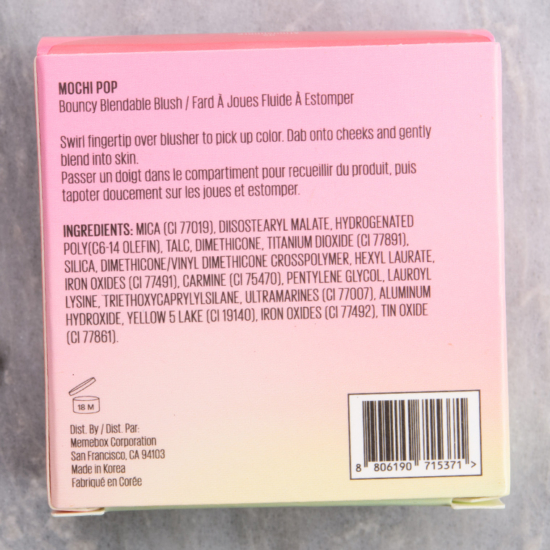 MOCHI POP
Bouncy Blendable Blush / Fard À Joues Fluide À Estomper
Swirl fingertip over blusher to pick up color. Dab onto cheeks and gently
blend into skin.
Passer un doigt dans le compartiment pour recueillir du produit, puis
tapoter doucement sur les joues et estomper.
INGREDIENTS: MICA (CI 77019), DIISOSTEARYL MALATE, HYDROGENATED
POLY(C6-14 OLEFIN), TALC, DIMETHICONE, TITANIUM DIOXIDE (CI 77891),
SILICA, DIMETHICONE/VINYL DIMETHICONE CROSSPOLYMER, HEXYL LAURATE,
IRON OXIDES (CI 77491), CARMINE (CI 75470), PENTYLENE GLYCOL, LAUROYL
LYSINE, TRIETHOXYCAPRYLYLSILANE, ULTRAMARINES (CI 77007), ALUMINUM
HYDROXIDE, YELLOW 5 LAKE (CI 19140), IRON OXIDES (CI 77492), TIN OXIDE
(CI 77861).
18 M
Dist. By / Dist. Par:
Memebox Corporation
San Francisco, CA 94103
Made in Korea
Fabriqué en Corée
8 806190 715371 >